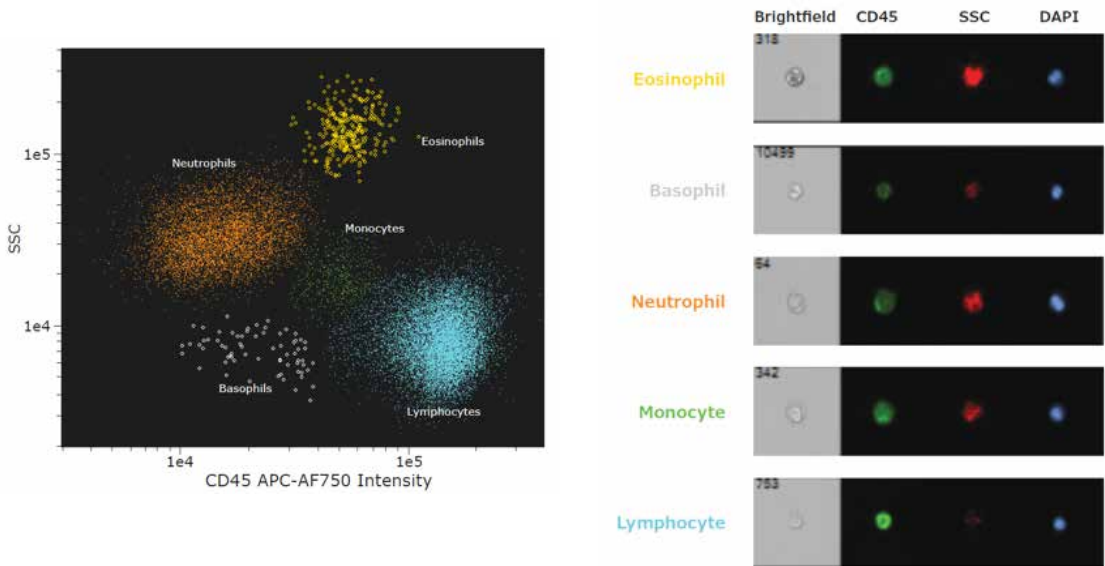 Brightfield CD45 SSC DAPI
318
Eosinophil
10499
Basophil
64
Neutrophil
342
Monocyte
753
Lymphocyte
SSC
1e5
1e4
Neutrophils
Eosinophils
Monocytes
Basophils
Lymphocytes
1e4
1e5
CD45 APC-AF750 Intensity